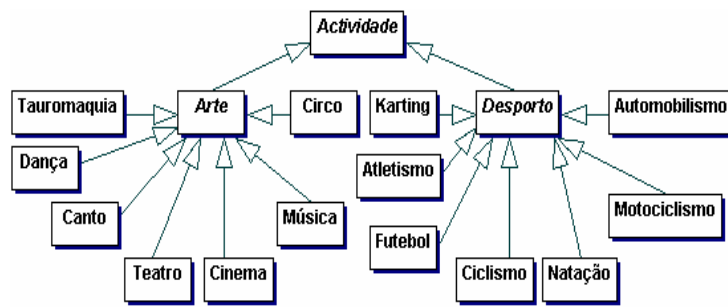 Actividade
Tauromaquia
Arte
Circo
Karting
Desporto
Automobilismo
Dança
Atletismo
Canto
Música
Motociclismo
Futebol
Teatro
Cinema
Ciclismo
Natação